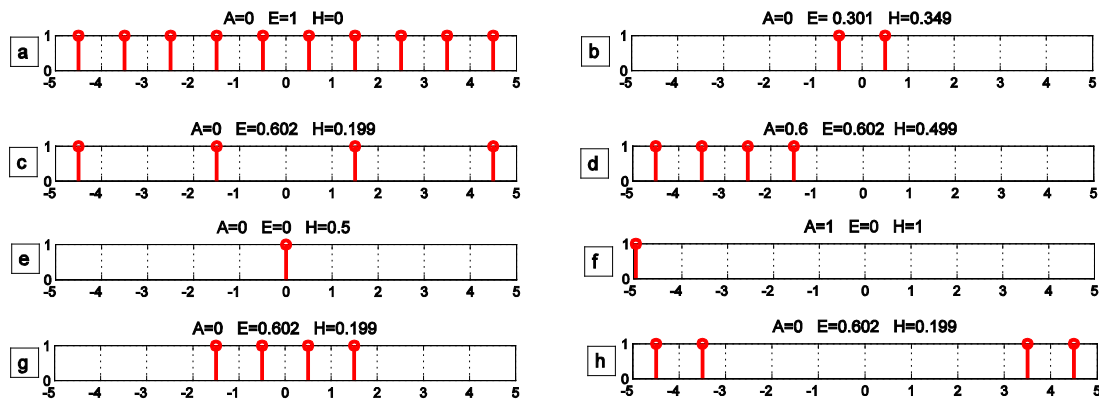 A=0 E=1 H=0
a
1
0
-5 -4 -3 -2 -1 0 1 2 3 4 5
A=0 E= 0.301 H=0.349
b
1
0
-5 -4 -3 -2 -1 0 1 2 3 4 5
A=0 E=0.602 H=0.199
c
1
0
-5 -4 -3 -2 -1 0 1 2 3 4 5
A=0.6 E=0.602 H=0.499
d
1
0
-5 -4 -3 -2 -1 0 1 2 3 4 5
A=0 E=0 H=0.5
e
1
0
-5 -4 -3 -2 -1 0 1 2 3 4 5
A=1 E=0 H=1
f
1
0
-5 -4 -3 -2 -1 0 1 2 3 4 5
A=0 E=0.602 H=0.199
g
1
0
-5 -4 -3 -2 -1 0 1 2 3 4 5
A=0 E=0.602 H=0.199
h
1
0
-5 -4 -3 -2 -1 0 1 2 3 4 5